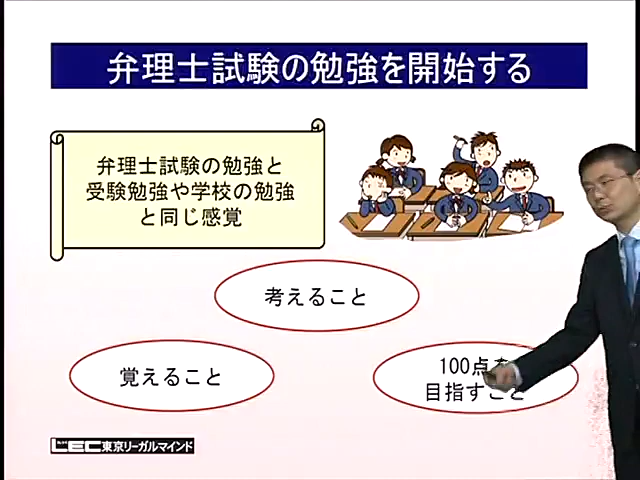 弁理士試験の勉強を開始する
弁理士試験の勉強と
受験勉強や学校の勉強
と同じ感覚
考えること
覚えること
100点を
目指すこと
LEC東京リーガルマインド